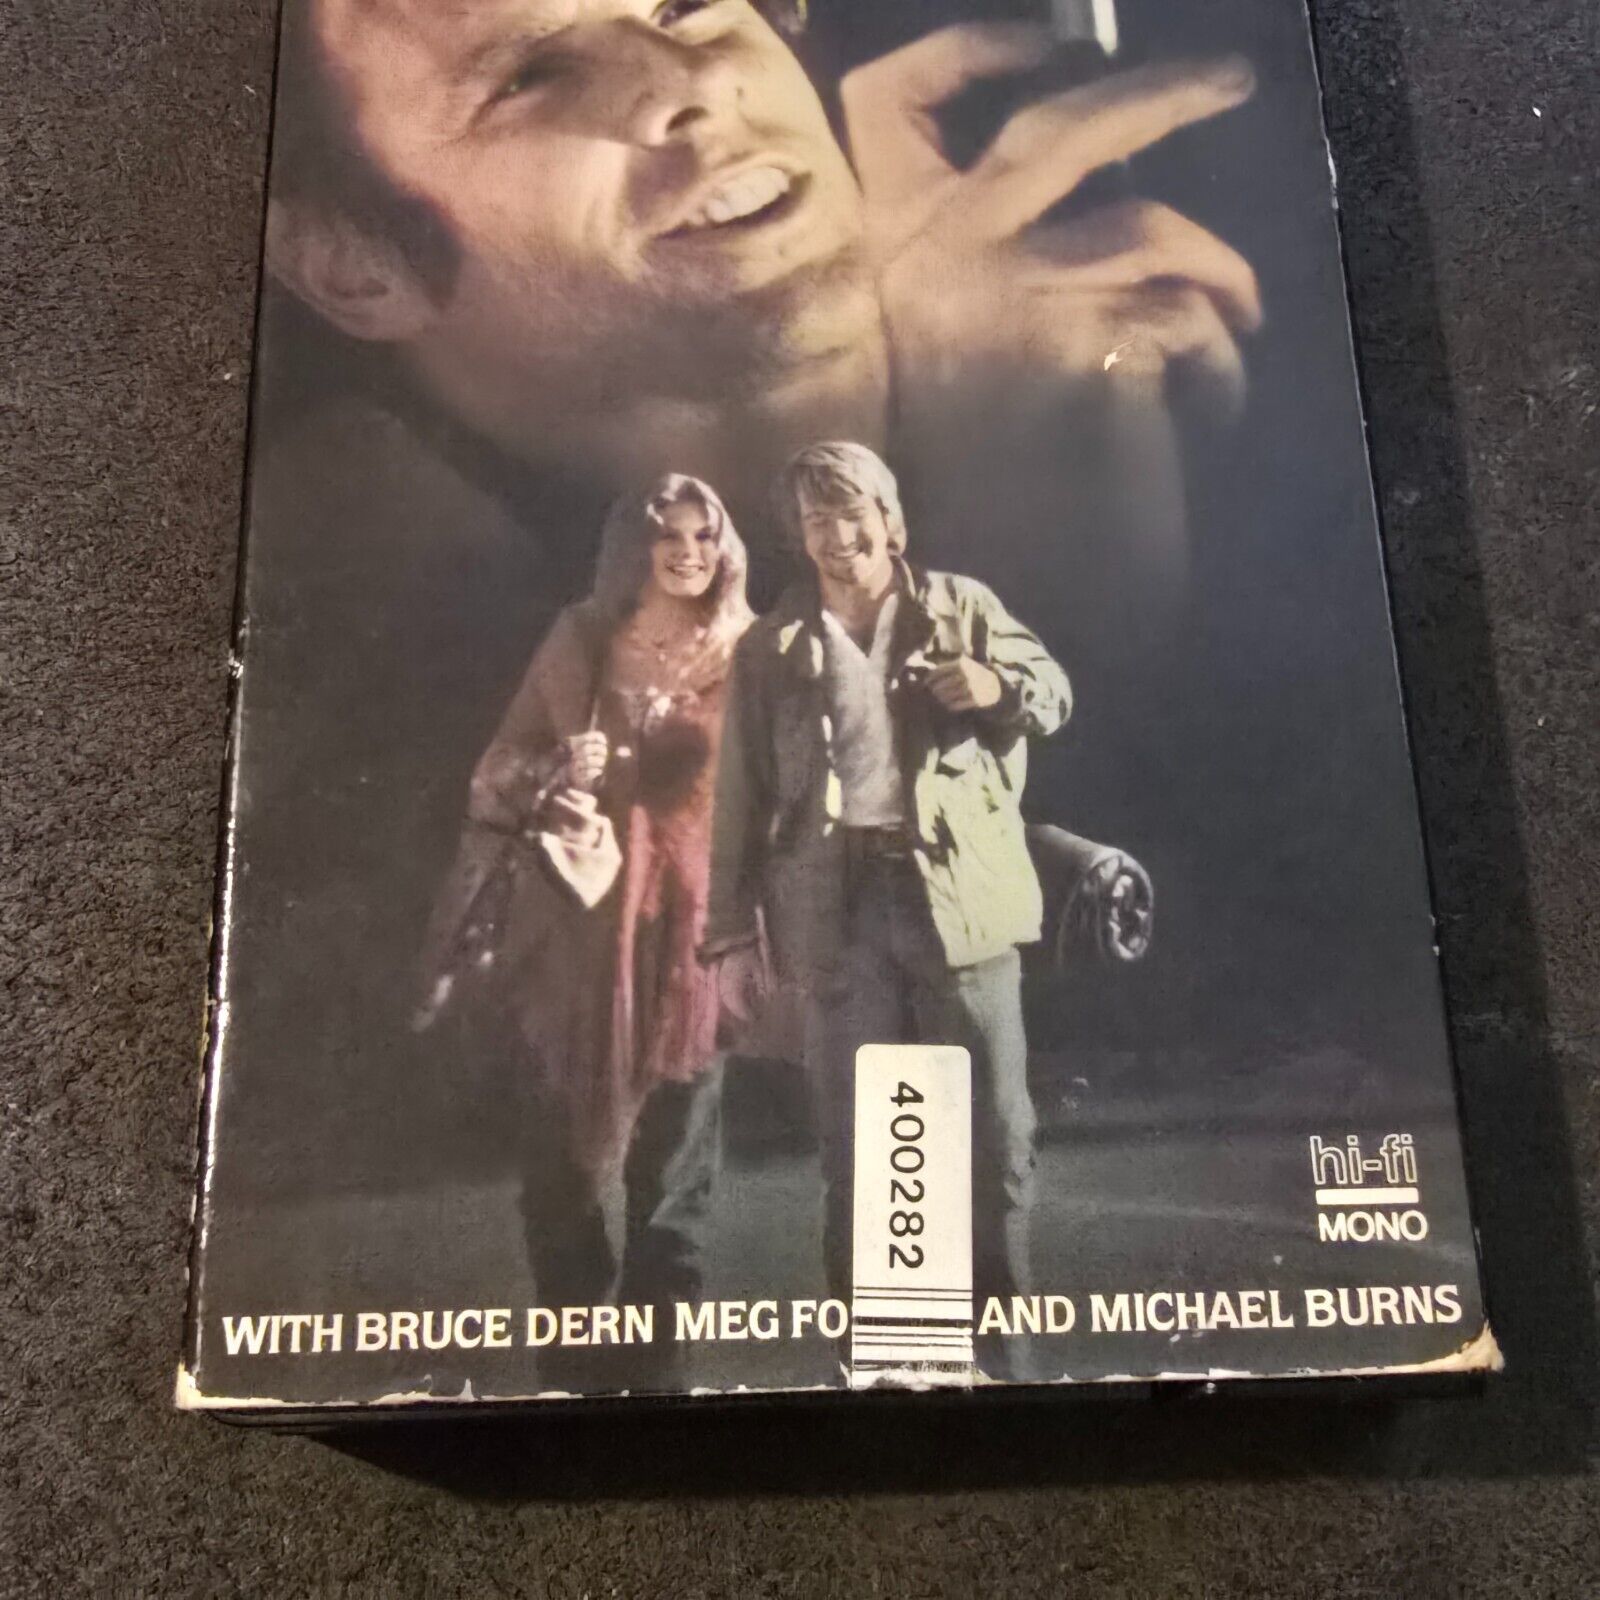 400282
hi-fi
MONO
WITH BRUCE DERN MEG FO AND MICHAEL BURNS